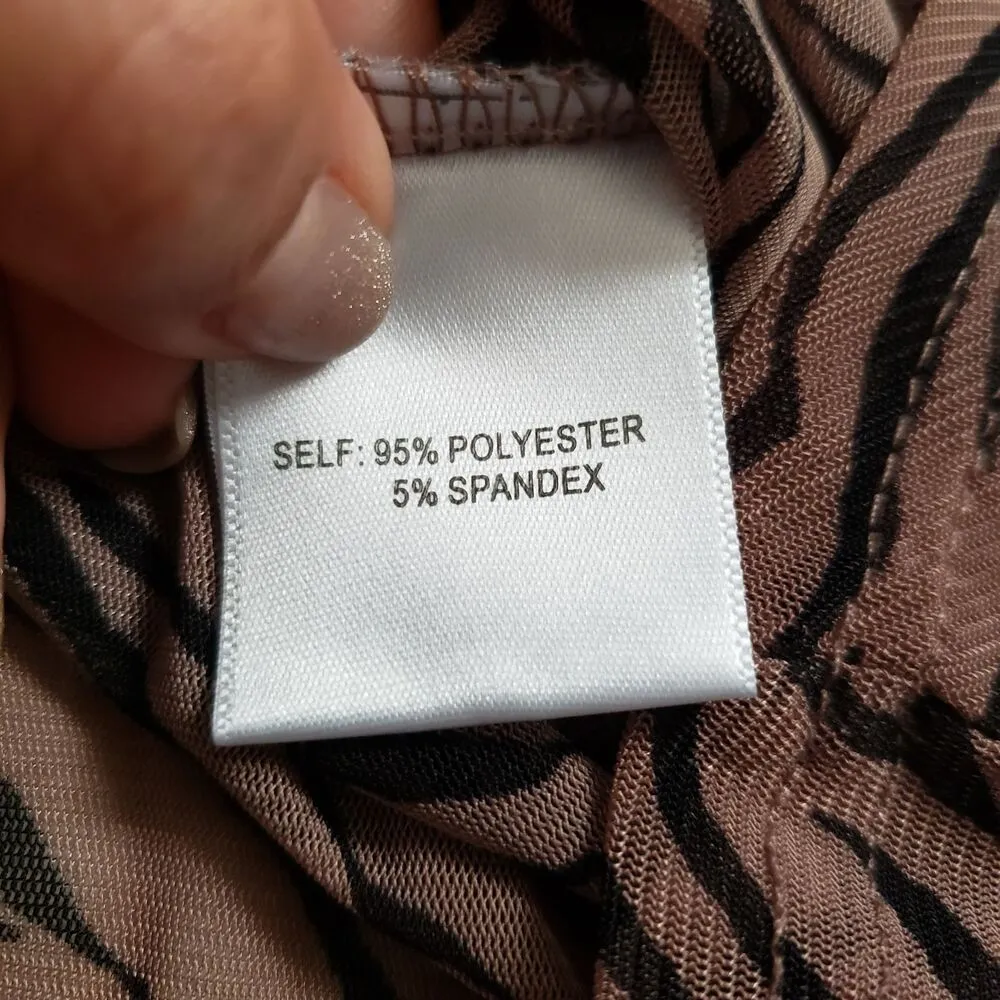 SELF: 95% POLYESTER
5% SPANDEX